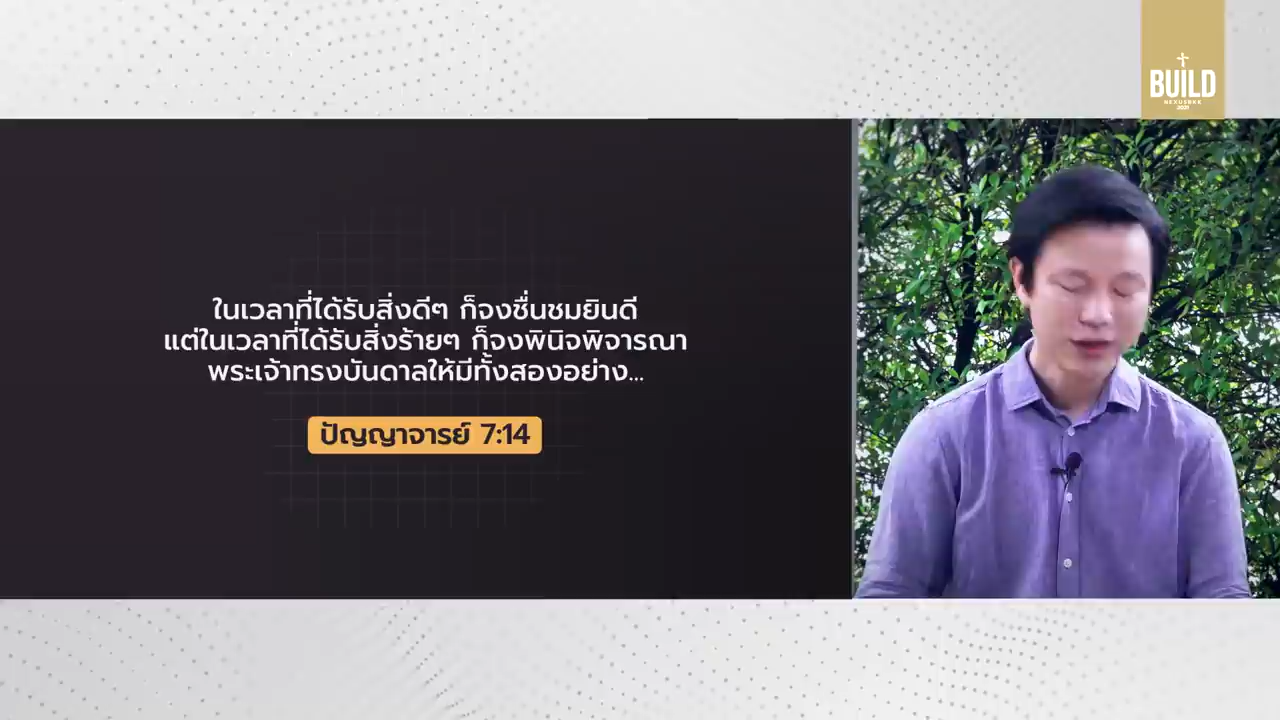 BUILD
NEXUSBKK
2021
ในเวลาที่ได้รับสิ่งดีๆ ก็จงชื่นชมยินดี
แต่ในเวลาที่ได้รับสิ่งร้ายๆ ก็จงพินิจพิจารณา
พระเจ้าทรงบันดาลให้มีทั้งสองอย่าง...
ปัญญาจารย์ 7:14